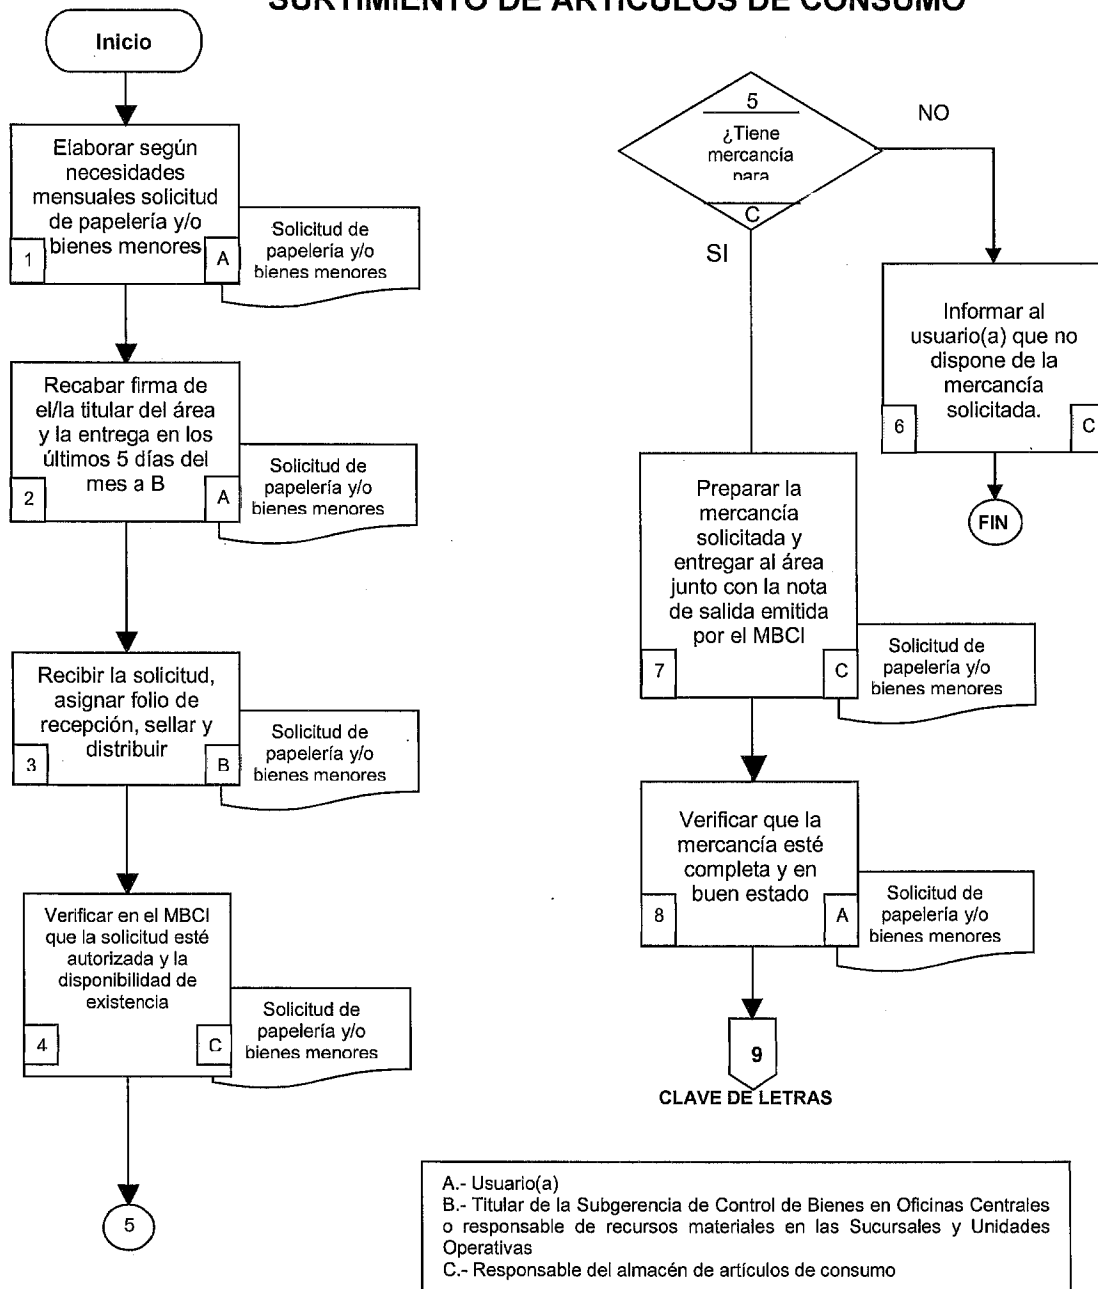 SURTIMIENTO DE ARTÍCULOS DE CONSUMO
Inicio
Elaborar según
necesidades
mensuales solicitud
de papelería y/o
bienes menores
1
A
Solicitud de
papelería y/o
bienes menores
Recabar firma de
el/la titular del área
y la entrega en los
últimos 5 días del
mes a B
2
A
Solicitud de
papelería y/o
bienes menores
Recibir la solicitud,
asignar folio de
recepción, sellar y
distribuir
3
B
Solicitud de
papelería y/o
bienes menores
Verificar en el MBCI
que la solicitud esté
autorizada y la
disponibilidad de
existencia
4
C
Solicitud de
papelería y/o
bienes menores
5
5
¿Tiene
mercancía
para
C
NO
SI
Informar al
usuario(a) que no
dispone de la
mercancía
solicitada.
6
C
FIN
Preparar la
mercancía
solicitada y
entregar al área
junto con la nota
de salida emitida
por el MBCI
7
C
Solicitud de
papelería y/o
bienes menores
Verificar que la
mercancía esté
completa y en
buen estado
8
A
Solicitud de
papelería y/o
bienes menores
9
CLAVE DE LETRAS
A.- Usuario(a)
B.- Titular de la Subgerencia de Control de Bienes en Oficinas Centrales
o responsable de recursos materiales en las Sucursales y Unidades
Operativas
C.- Responsable del almacén de artículos de consumo